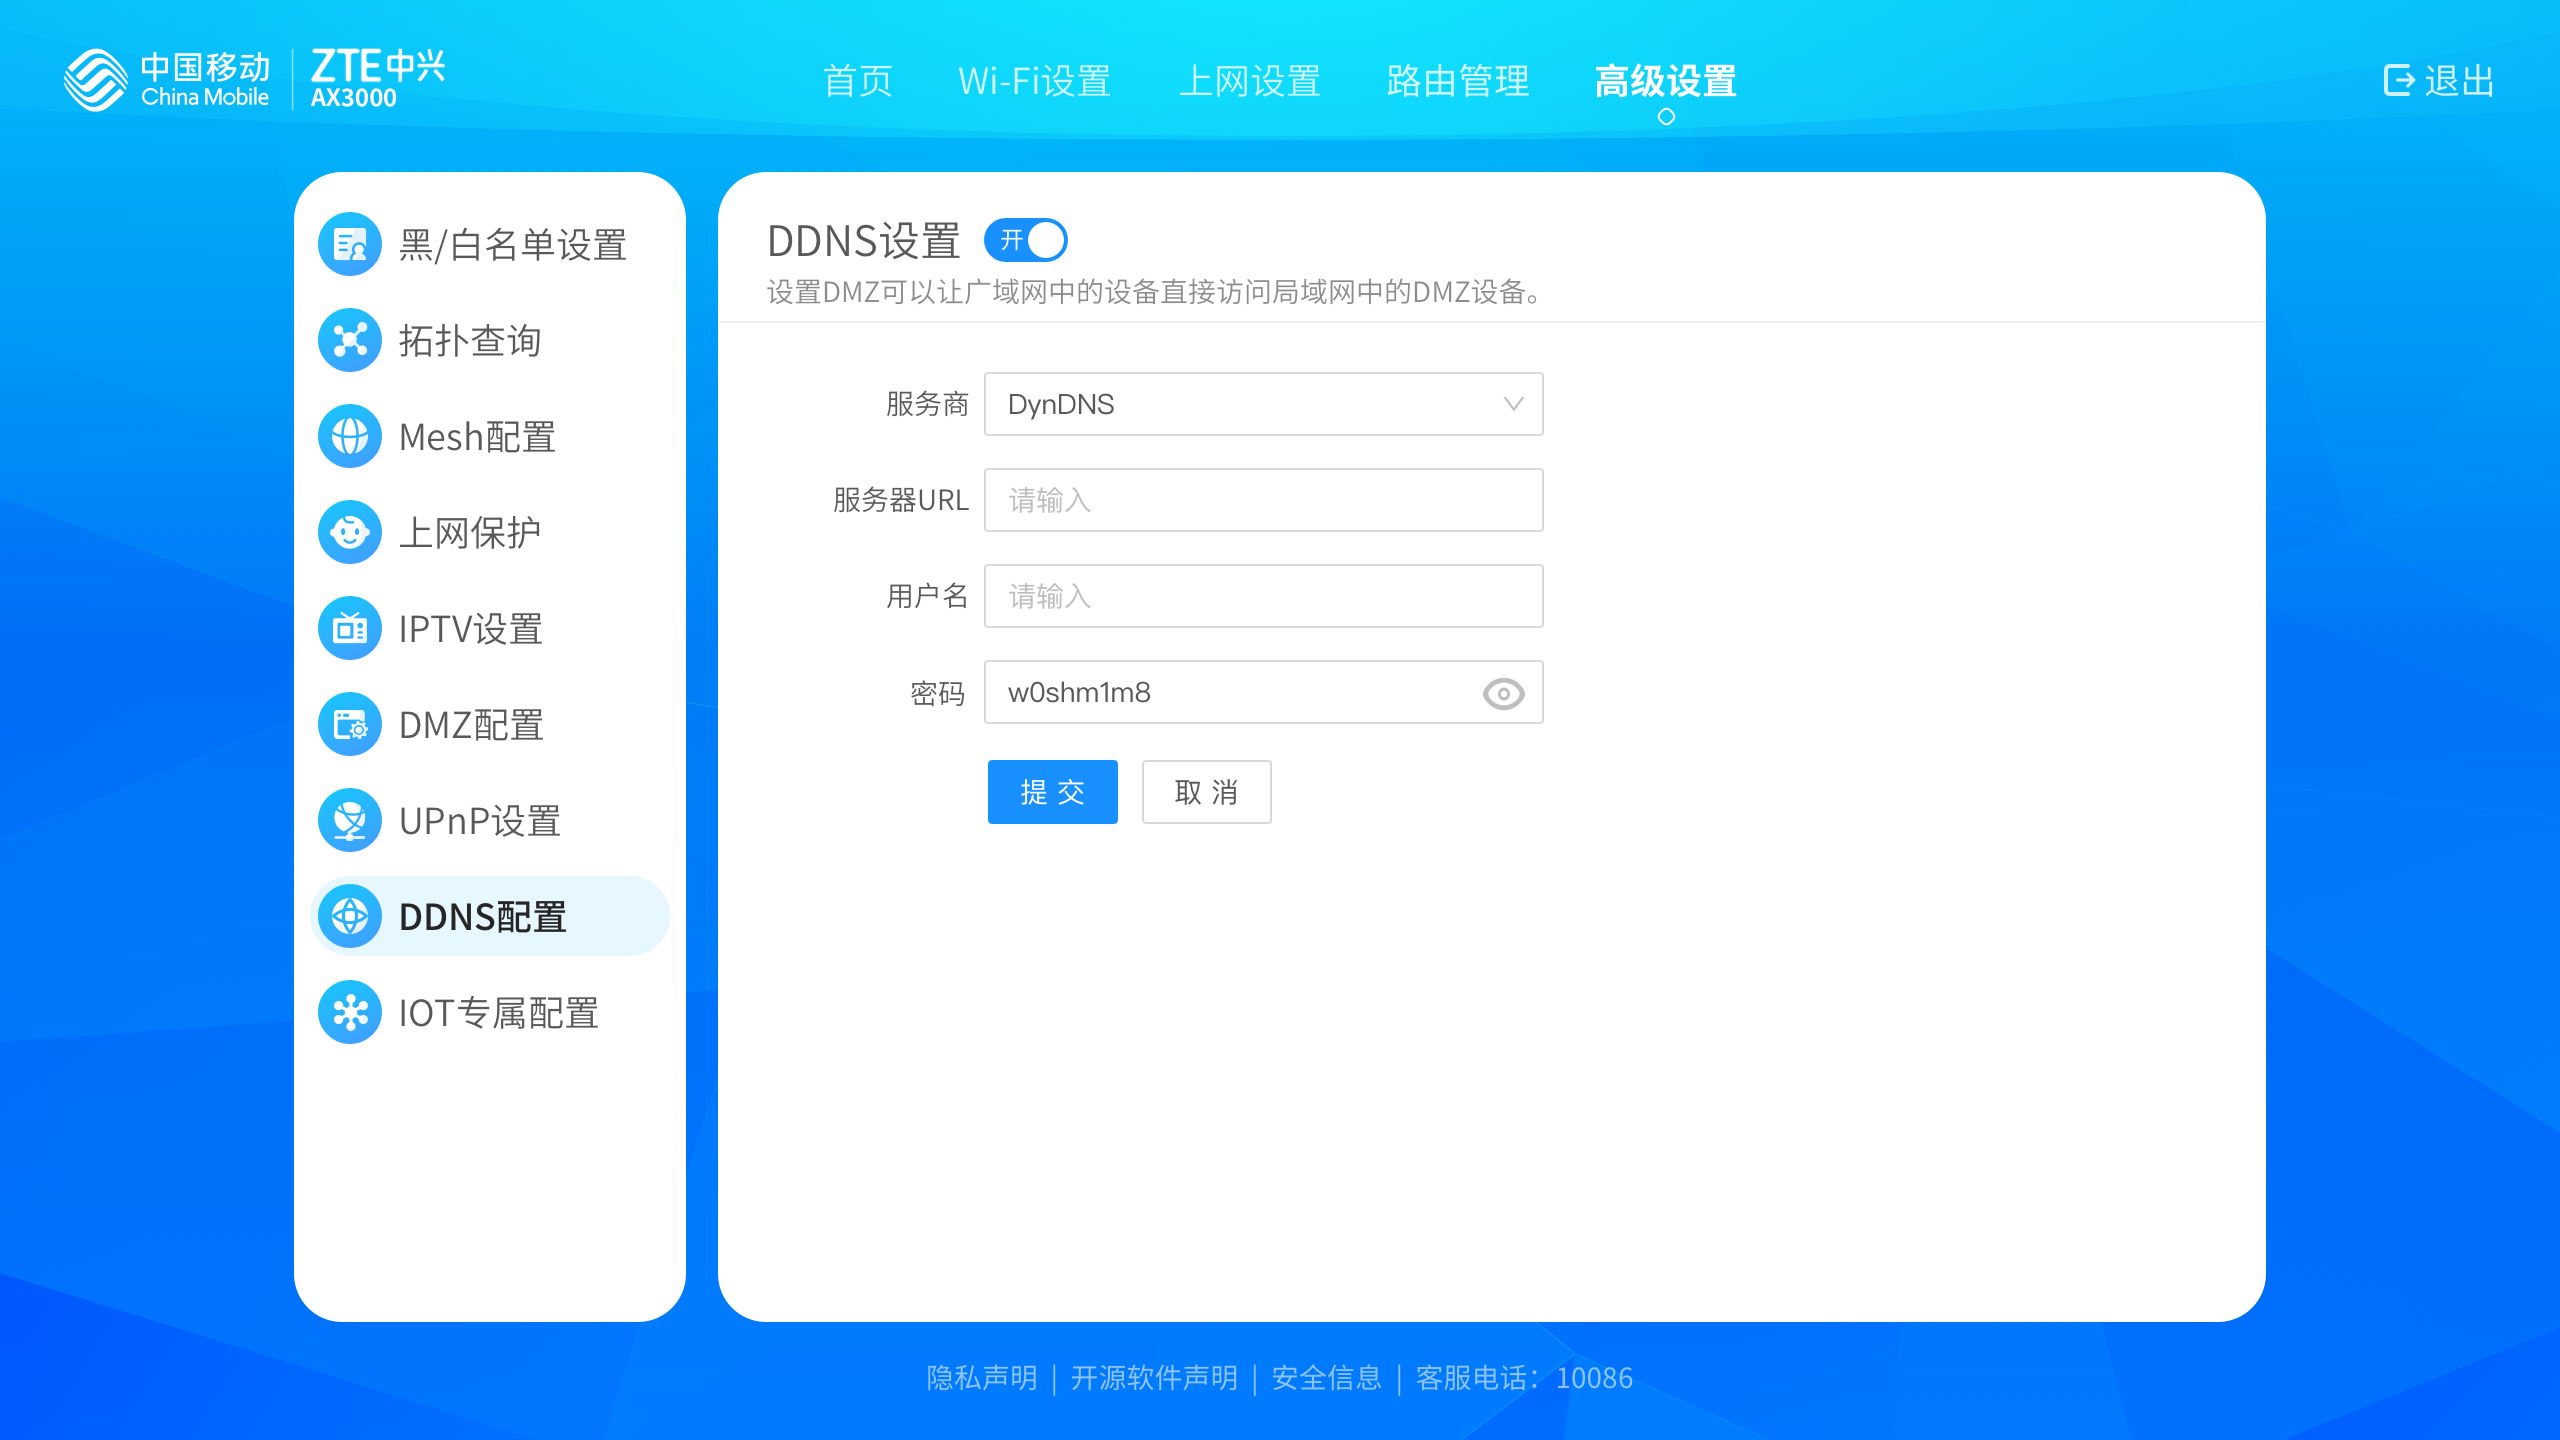 中国移动
China Mobile
ZTE中兴
AX3000
首页
Wi-Fi设置
上网设置
路由管理
高级设置
退出
黑/白名单设置
拓扑查询
Mesh配置
上网保护
IPTV设置
DMZ配置
UPnP设置
DDNS配置
IOT专属配置
DDNS设置 开
设置DMZ可以让广域网中的设备直接访问局域网中的DMZ设备。
服务商 DynDNS
服务器URL 请输入
用户名 请输入
密码 w0shm1m8
提 交 取 消
隐私声明 | 开源软件声明 | 安全信息 | 客服电话：10086